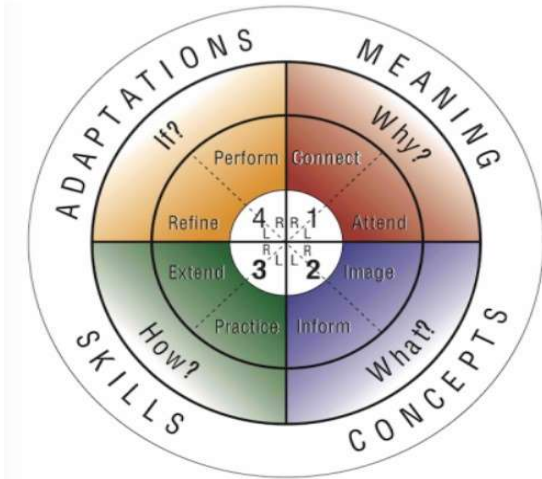 ADAPTATIONS
MEANING
If?
Why?
Perform
Connect
Refine
4
R
R
1
Attend
L
L
Extend
3
R
L
L
R
2
Image
Practice
Inform
How?
What?
SKILLS
CONCEPTS